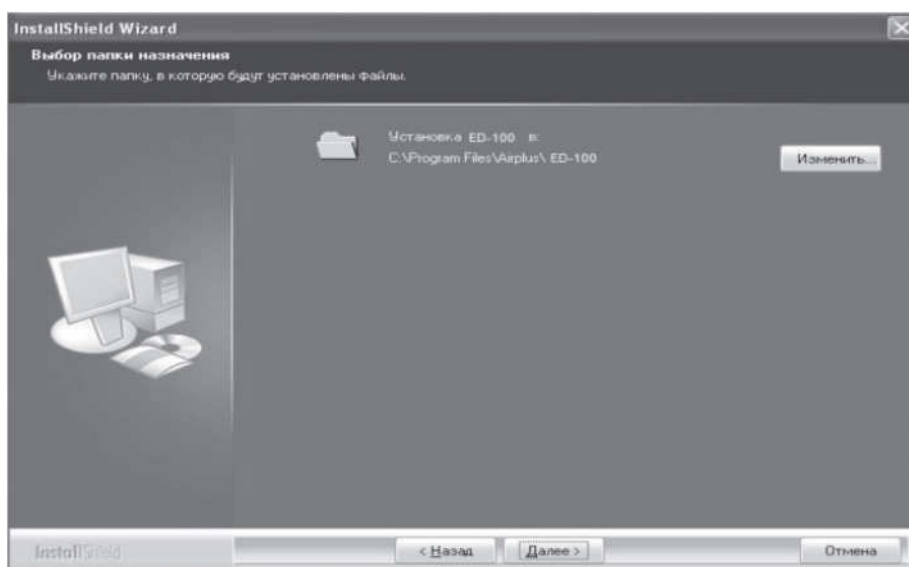 InstallShield Wizard
Выбор папки назначения
Укажите папку, в которую будут установлены файлы.
Установка ED-100 в:
C:\Program Files\Airplus\ ED-100
Изменить...
InstallShield
< Назад
Далее >
Отмена